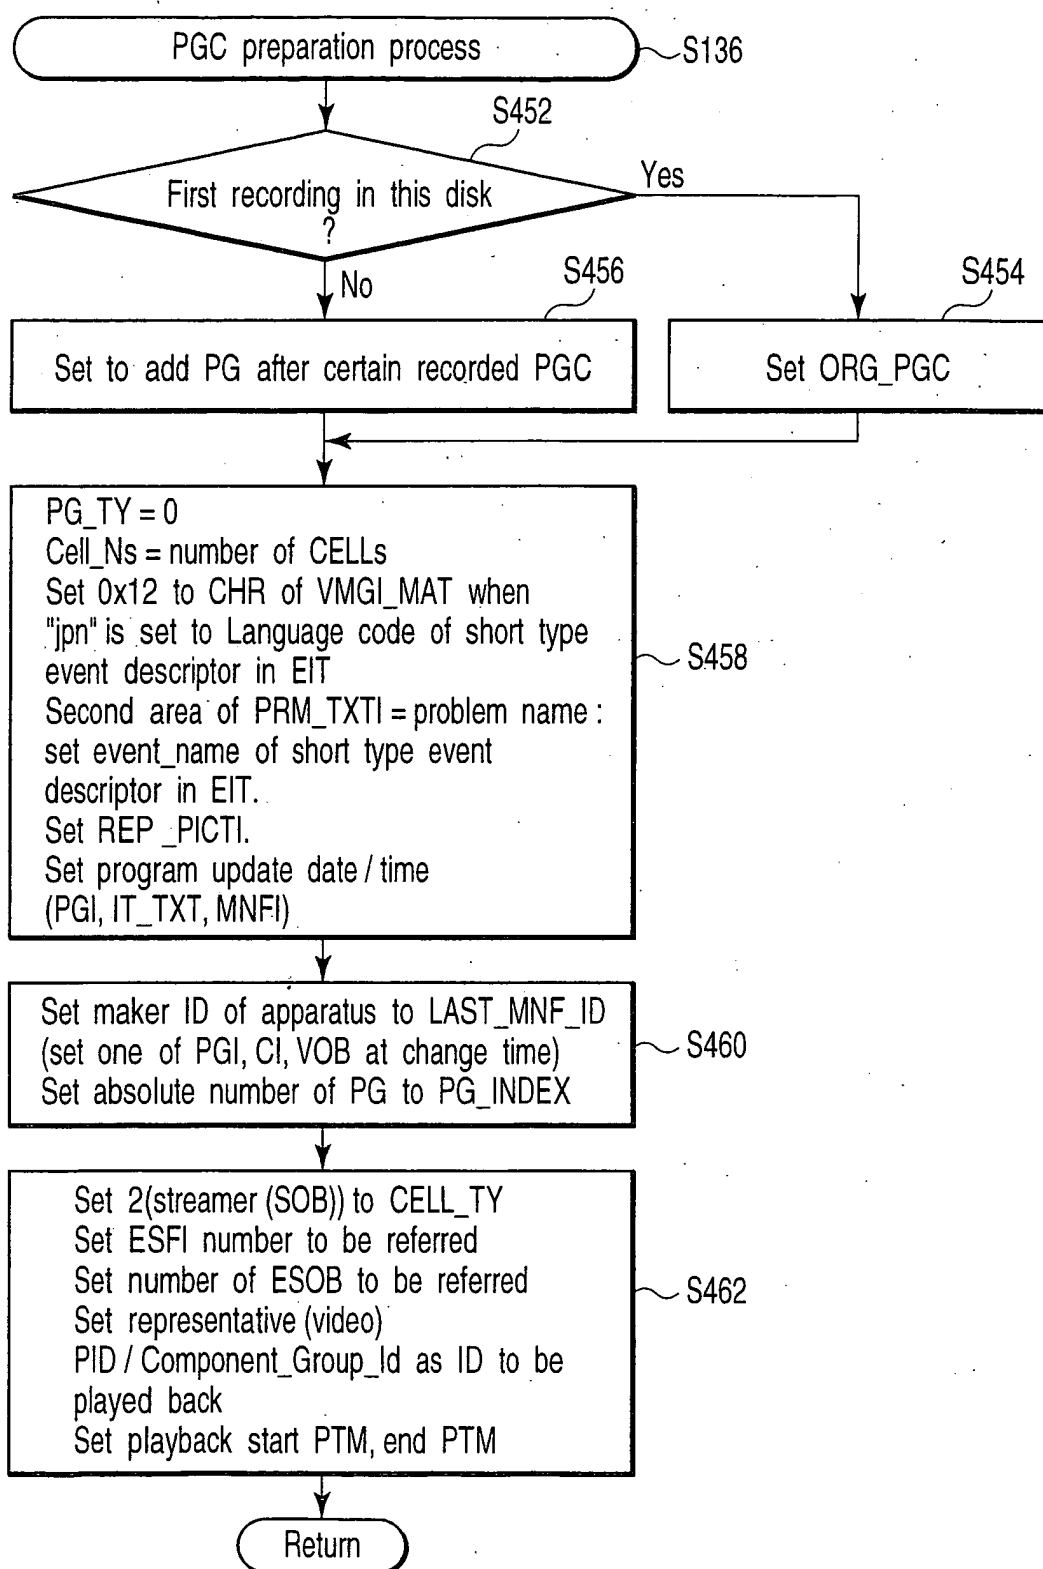 PGC preparation process
S136
S452
First recording in this disk
?
Yes
No
S456
S454
Set to add PG after certain recorded PGC
Set ORG_PGC
PG_TY = 0
Cell_Ns = number of CELLs
Set 0x12 to CHR of VMGI_MAT when
"jpn" is set to Language code of short type
event descriptor in EIT
Second area of PRM_TXTI = problem name :
set event_name of short type event
descriptor in EIT.
Set REP_PICTI.
Set program update date / time
(PGI, IT_TXT, MNFI)
S458
Set maker ID of apparatus to LAST_MNF_ID
(set one of PGI, CI, VOB at change time)
Set absolute number of PG to PG_INDEX
S460
Set 2(streamer (SOB)) to CELL_TY
Set ESFI number to be referred
Set number of ESOB to be referred
Set representative (video)
PID / Component_Group_Id as ID to be
played back
Set playback start PTM, end PTM
S462
Return